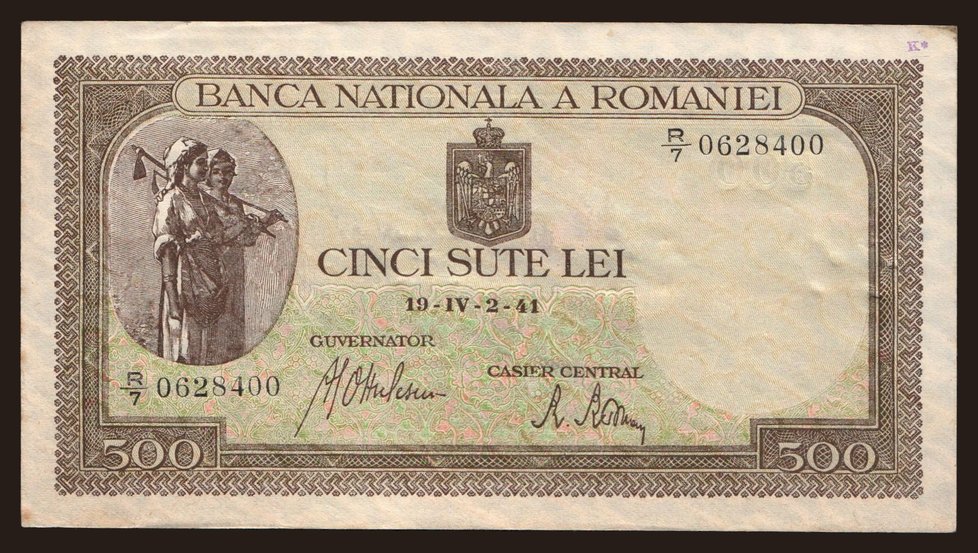 K*
BANCA NATIONALA A ROMANIEI
R/7 0628400
CINCI SUTE LEI
19-IV-2-41
GUVERNATOR
CASIER CENTRAL
R/7 0628400
500
500